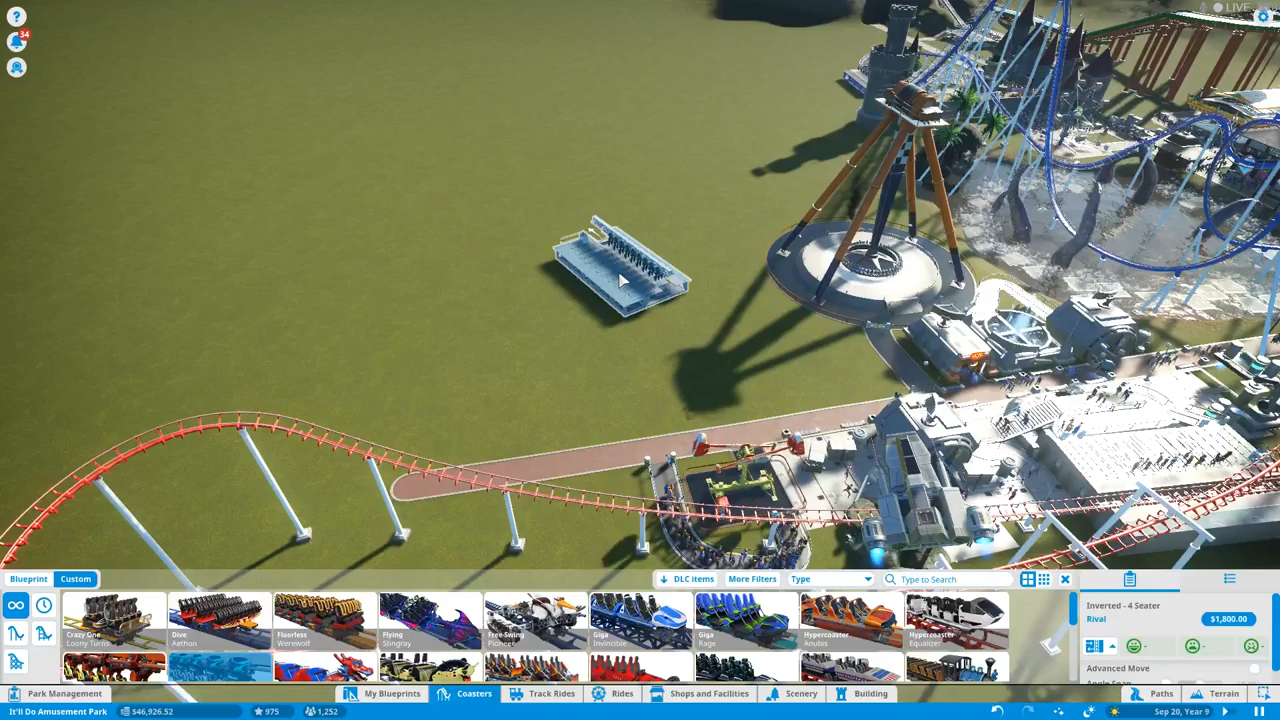 LIVE
34
Blueprint Custom DLC items More Filters Type Type to Search
Inverted - 4 Seater
Rival $1,800.00
Crazy One
Loony Turns
Dive
Aethon
Floorless
Werewolf
Flying
Stingray
Free Swing
Pioneer
Giga
Invincible
Giga
Rage
Hypercoaster
Anubis
Hypercoaster
Equalizer
Advanced Move
Park Management My Blueprints Coasters Track Rides Rides Shops and Facilities Scenery Building Paths Terrain
It'll Do Amusement Park $46,926.52 975 1,252 Sep 20, Year 9